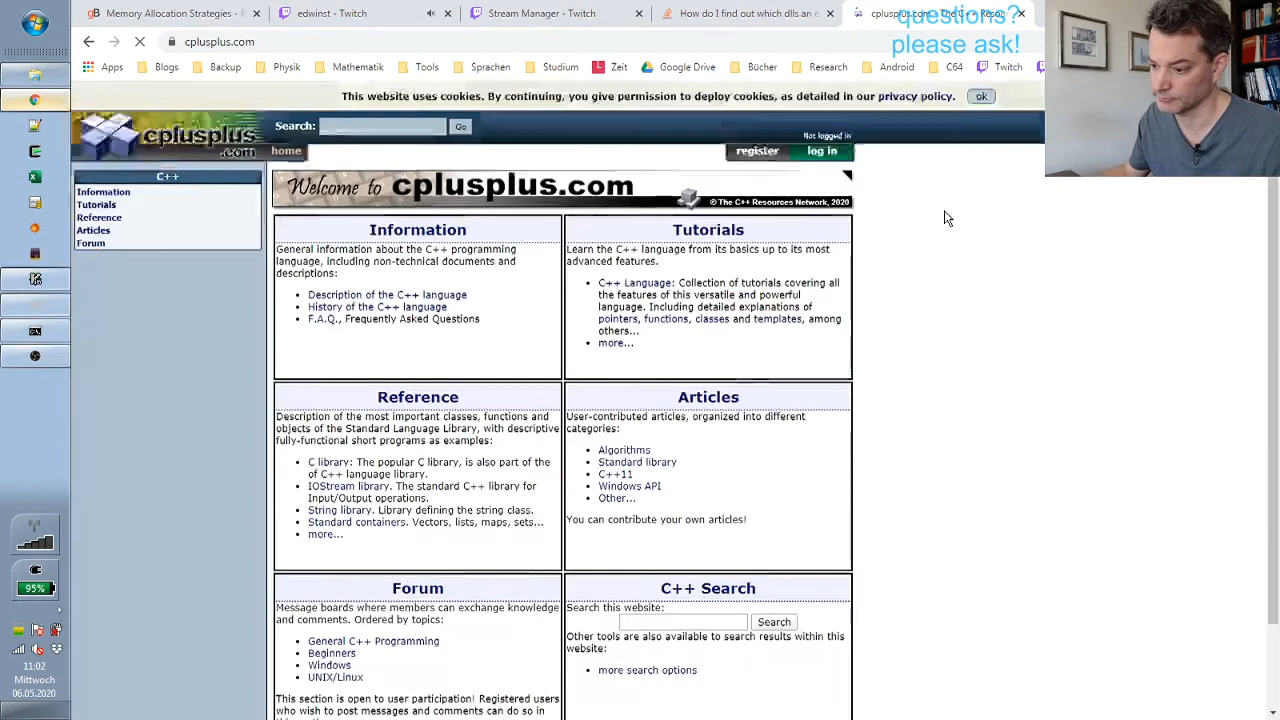 Memory Allocation Strategies -
Twitch
Stream Manager - Twitch
How do I find out which dlls an e
cplusplus.com - The C++ Resou
questions?
please ask!
cplusplus.com
Apps
Blogs
Backup
Physik
Mathematik
Tools
Sprachen
Studium
Zeit
Google Drive
Bücher
Research
Android
C64
Twitch
This website uses cookies. By continuing, you give permission to deploy cookies, as detailed in our privacy policy.
ok
cplusplus
.com
Search:
Go
Not logged in
home
register
log in
C++
Information
Tutorials
Reference
Articles
Forum
Welcome to cplusplus.com
© The C++ Resources Network, 2020
Information
General information about the C++ programming
language, including non-technical documents and
descriptions:
Description of the C++ language
History of the C++ language
F.A.Q., Frequently Asked Questions
Tutorials
Learn the C++ language from its basics up to its most
advanced features.
C++ Language: Collection of tutorials covering all
the features of this versatile and powerful
language. Including detailed explanations of
pointers, functions, classes and templates, among
others...
more...
Reference
Description of the most important classes, functions and
objects of the Standard Language Library, with descriptive
fully-functional short programs as examples:
C library: The popular C library, is also part of the
of C++ language library.
IOStream library. The standard C++ library for
Input/Output operations.
String library. Library defining the string class.
Standard containers. Vectors, lists, maps, sets...
more...
Articles
User-contributed articles, organized into different
categories:
Algorithms
Standard library
C++11
Windows API
Other...
You can contribute your own articles!
Forum
Message boards where members can exchange knowledge
and comments. Ordered by topics:
General C++ Programming
Beginners
Windows
UNIX/Linux
This section is open to user participation! Registered users
who wish to post messages and comments can do so in
C++ Search
Search this website:
Search
Other tools are also available to search results within this
website:
more search options
95%
11:02
Mittwoch
06.05.2020